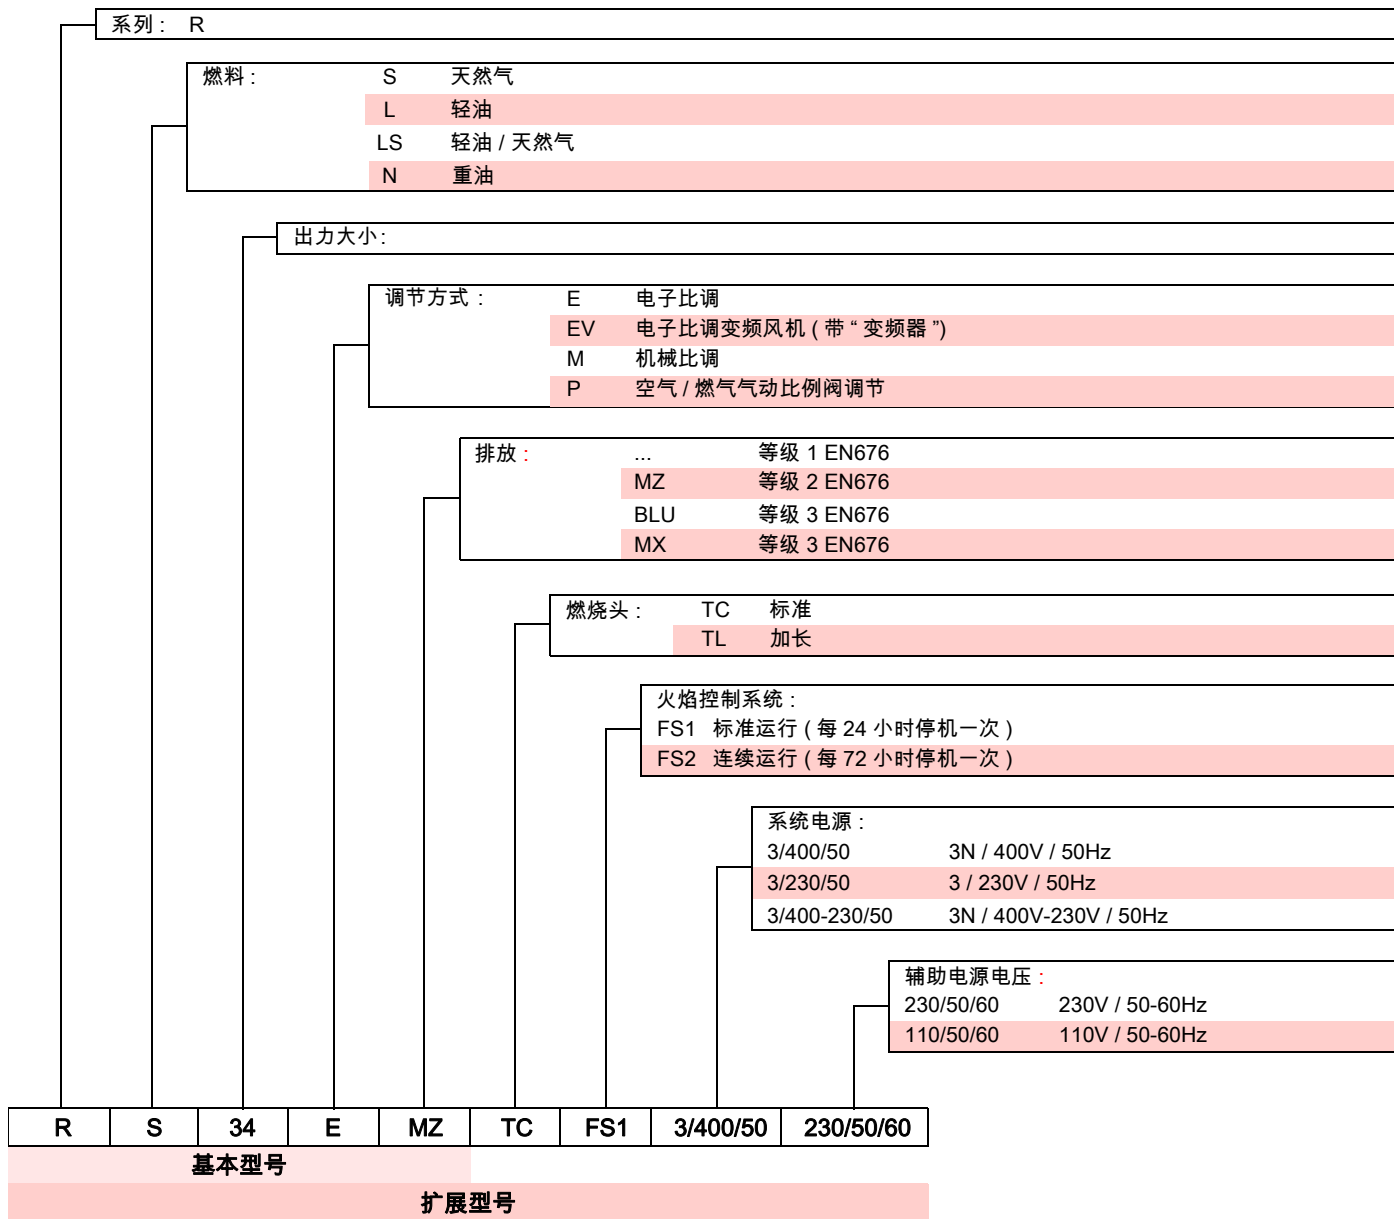 系列： R
燃料： S 天然气
L 轻油
LS 轻油 / 天然气
N 重油
出力大小：
调节方式： E 电子比调
EV 电子比调变频风机 ( 带 “ 变频器 ”)
M 机械比调
P 空气 / 燃气气动比例阀调节
排放： ... 等级 1 EN676
MZ 等级 2 EN676
BLU 等级 3 EN676
MX 等级 3 EN676
燃烧头： TC 标准
TL 加长
火焰控制系统：
FS1 标准运行 ( 每 24 小时停机一次 )
FS2 连续运行 ( 每 72 小时停机一次 )
系统电源：
3/400/50 3N / 400V / 50Hz
3/230/50 3 / 230V / 50Hz
3/400-230/50 3N / 400V-230V / 50Hz
辅助电源电压：
230/50/60 230V / 50-60Hz
110/50/60 110V / 50-60Hz
R S 34 E MZ TC FS1 3/400/50 230/50/60
基本型号
扩展型号